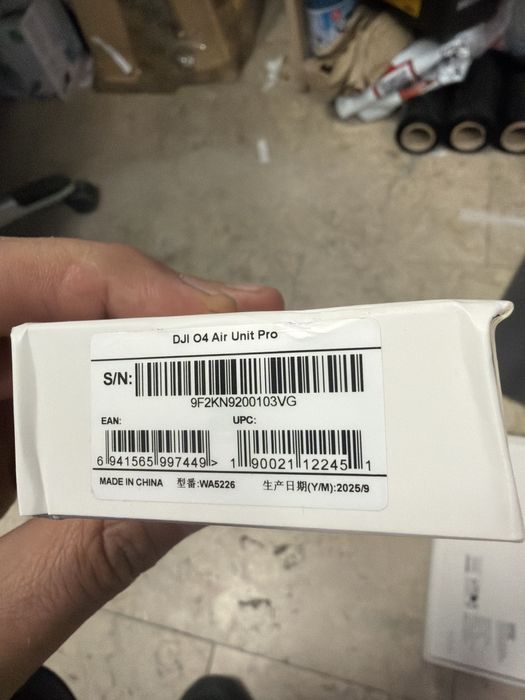 DJI O4 Air Unit Pro
S/N:
9F2KN9200103VG
EAN: UPC:
6 941565 997449 > 1 90021 12245 1
MADE IN CHINA 型番:WA5226 生产日期(Y/M):2025/9